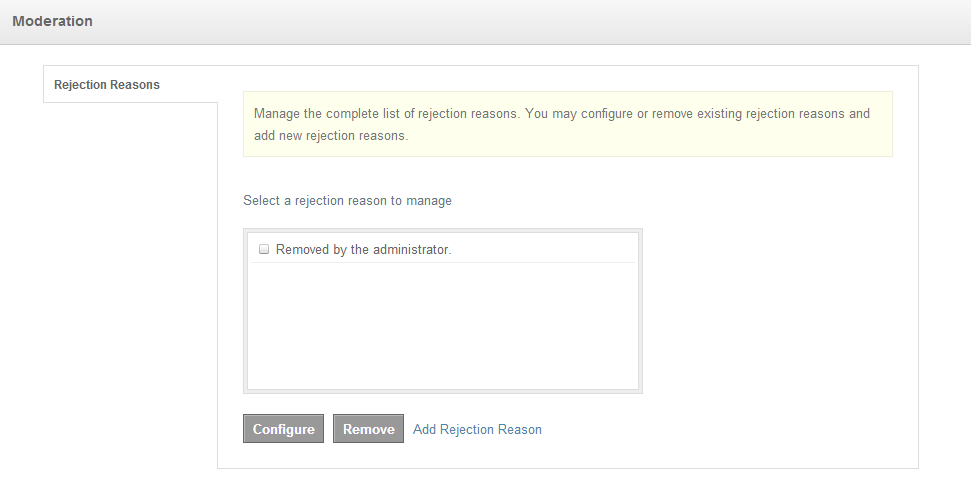 Moderation
Rejection Reasons
Manage the complete list of rejection reasons. You may configure or remove existing rejection reasons and
add new rejection reasons.
Select a rejection reason to manage
Removed by the administrator.
Configure Remove Add Rejection Reason